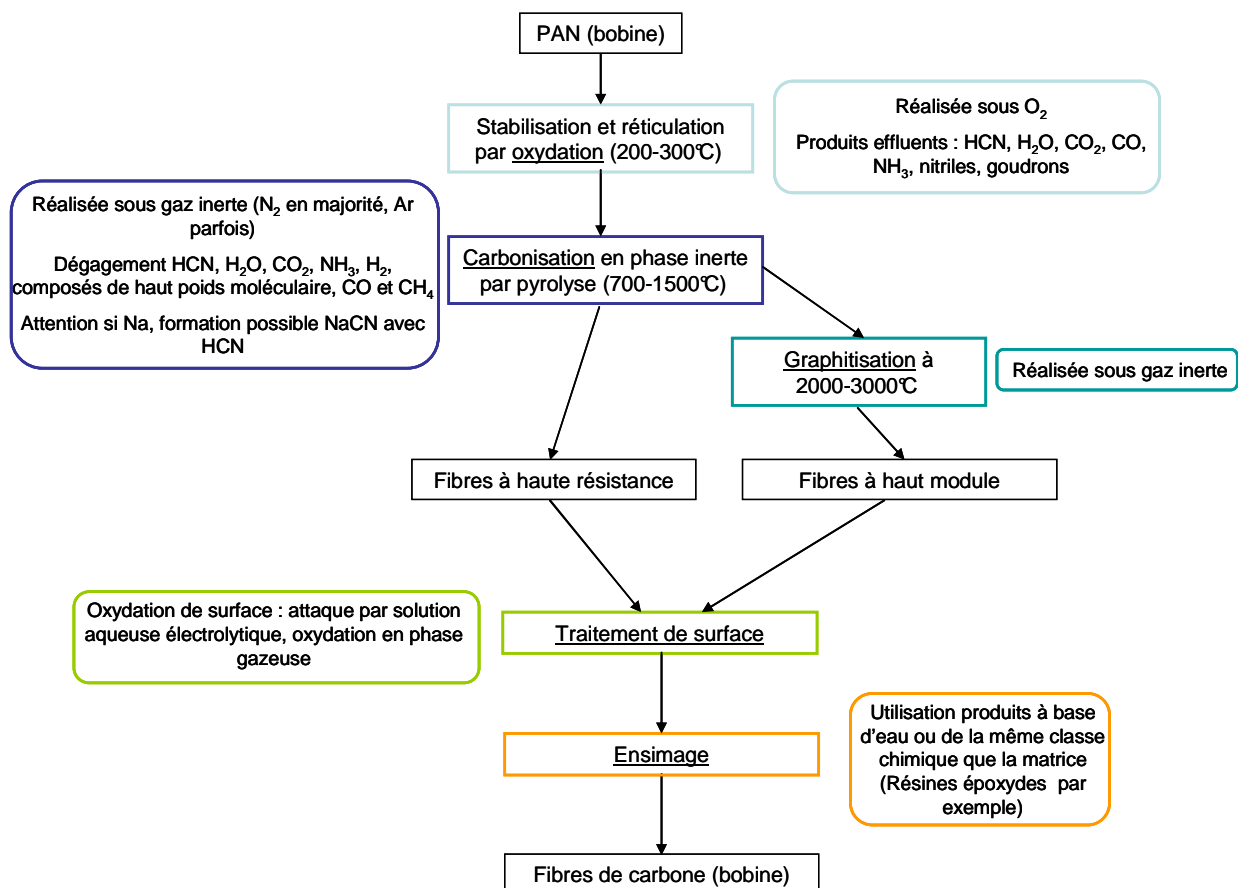 PAN (bobine)
Réalisée sous O₂
Produits effluents : HCN, H₂O, CO₂, CO,
NH₃, nitriles, goudrons
Stabilisation et réticulation
par oxydation (200-300°C)
Réalisée sous gaz inerte (N₂ en majorité, Ar
parfois)
Dégagement HCN, H₂O, CO₂, NH₃, H₂,
composés de haut poids moléculaire, CO et CH₄
Attention si Na, formation possible NaCN avec
HCN
Carbonisation en phase inerte
par pyrolyse (700-1500°C)
Graphitisation à
2000-3000°C
Réalisée sous gaz inerte
Fibres à haute résistance
Fibres à haut module
Oxydation de surface : attaque par solution
aqueuse électrolytique, oxydation en phase
gazeuse
Traitement de surface
Ensimage
Utilisation produits à base
d'eau ou de la même classe
chimique que la matrice
(Résines époxydes par
exemple)
Fibres de carbone (bobine)